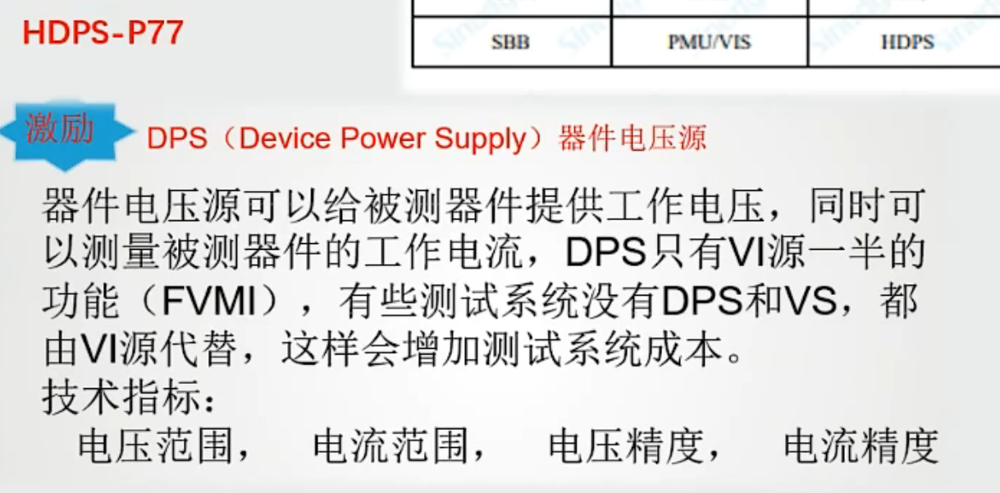 HDPS-P77
SBB PMU/VIS HDPS
激励
DPS（Device Power Supply）器件电压源
器件电压源可以给被测器件提供工作电压，同时可
以测量被测器件的工作电流，DPS只有VI源一半的
功能（FVMI），有些测试系统没有DPS和VS，都
由VI源代替，这样会增加测试系统成本。
技术指标：
电压范围， 电流范围， 电压精度， 电流精度